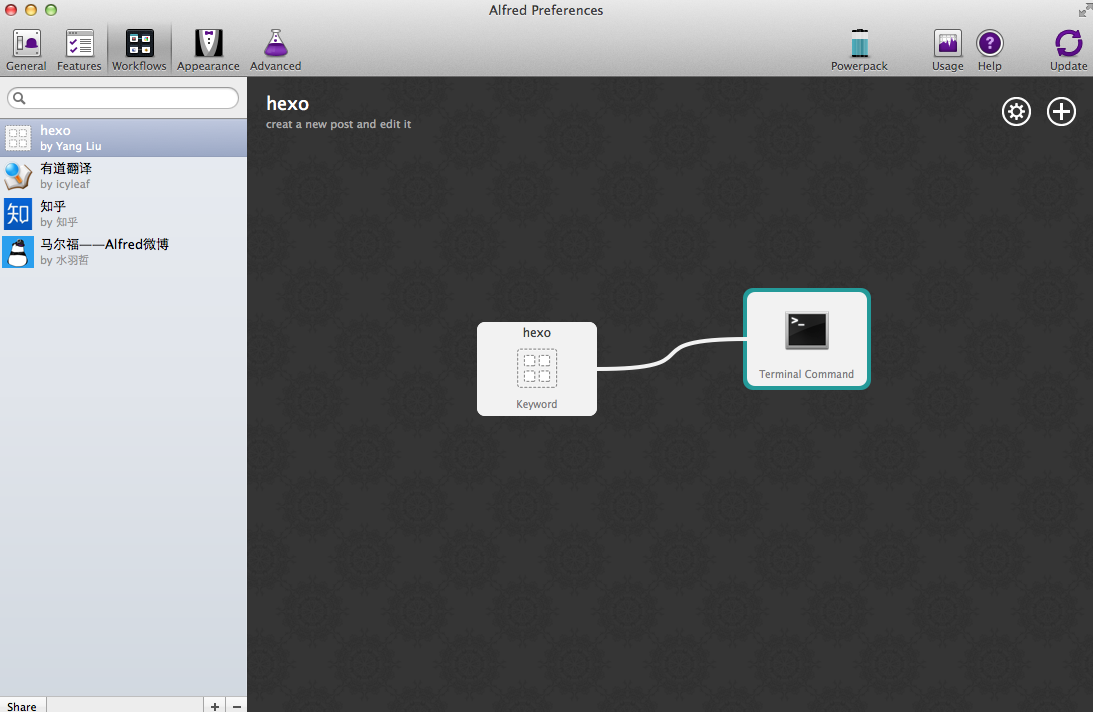 Alfred Preferences
General Features Workflows Appearance Advanced Powerpack Usage Help Update
hexo
by Yang Liu
有道翻译
by icyleaf
知乎
by 知乎
马尔福——Alfred微博
by 水羽哲
Share
hexo
creat a new post and edit it
hexo
Keyword
>_
Terminal Command
知